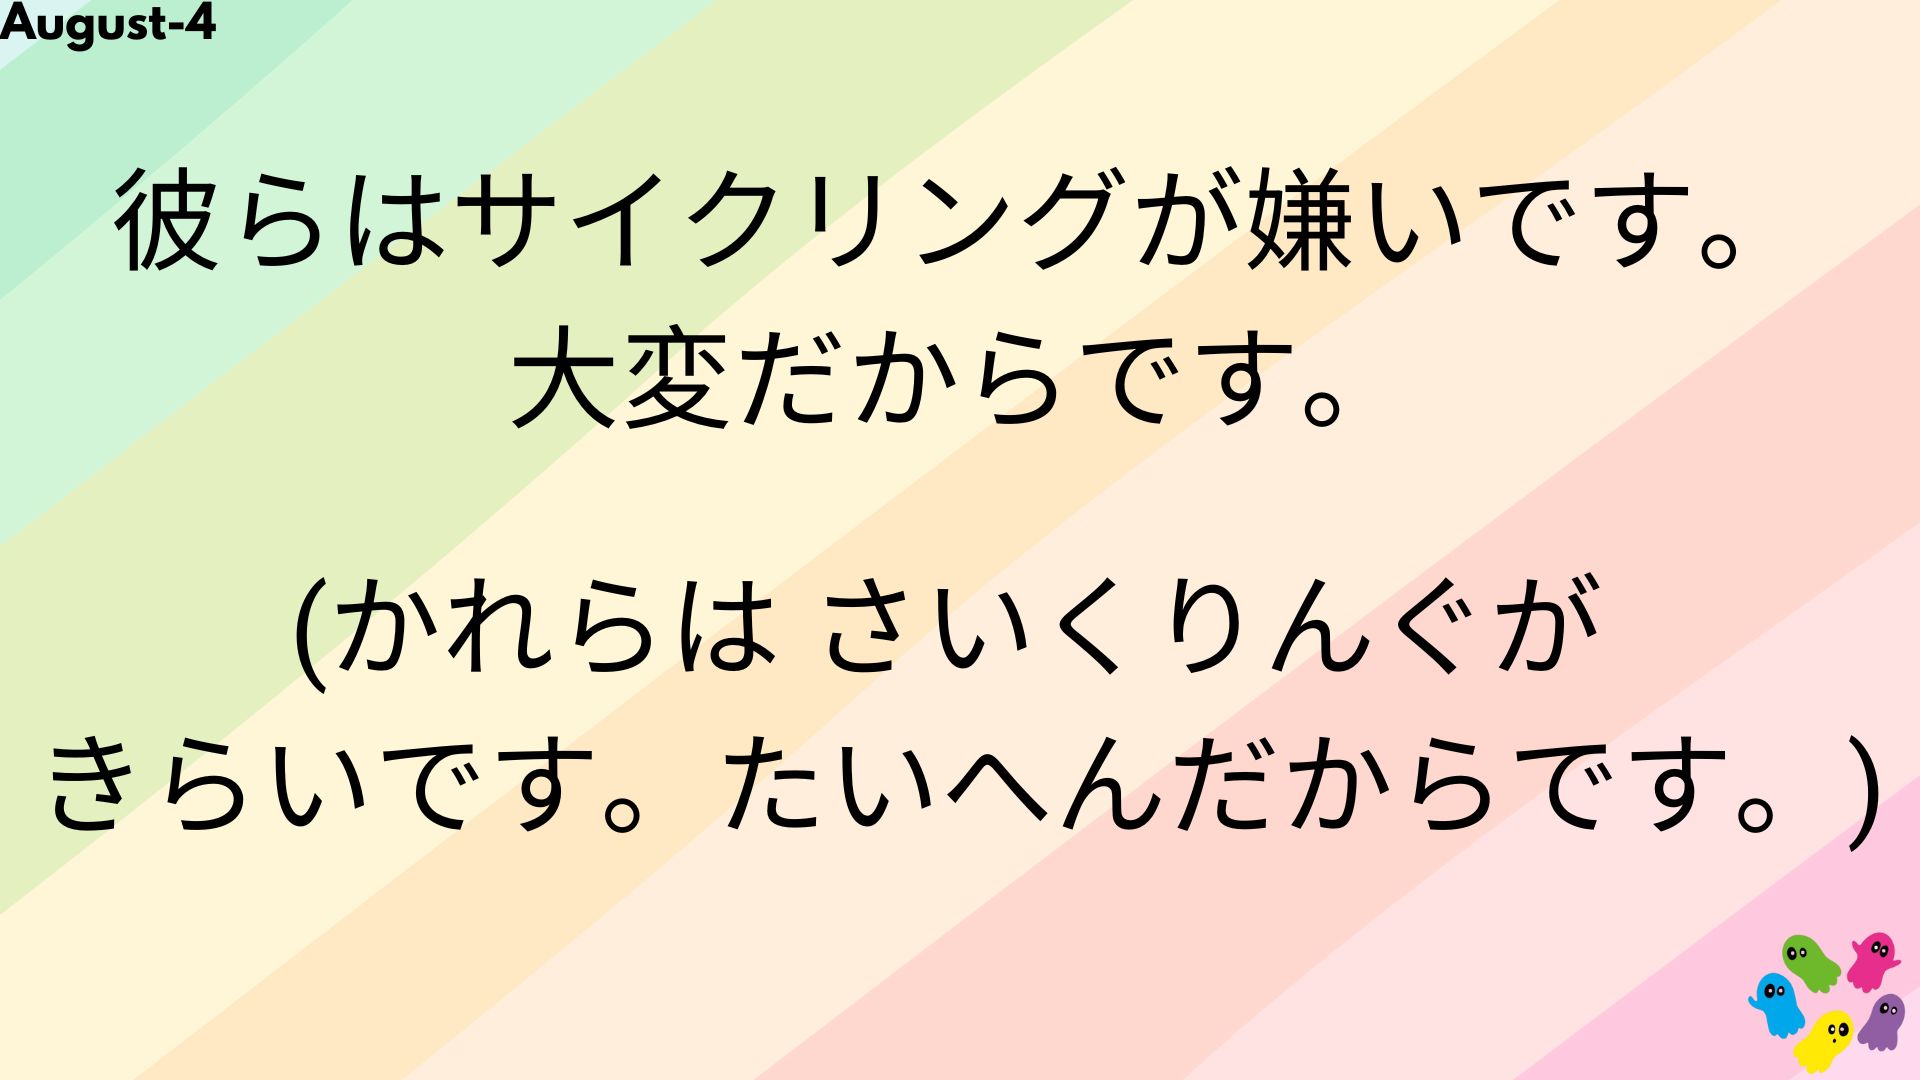 August-4
彼らはサイクリングが嫌いです。
大変だからです。
(かれらは さいくりんぐが
きらいです。たいへんだからです。)